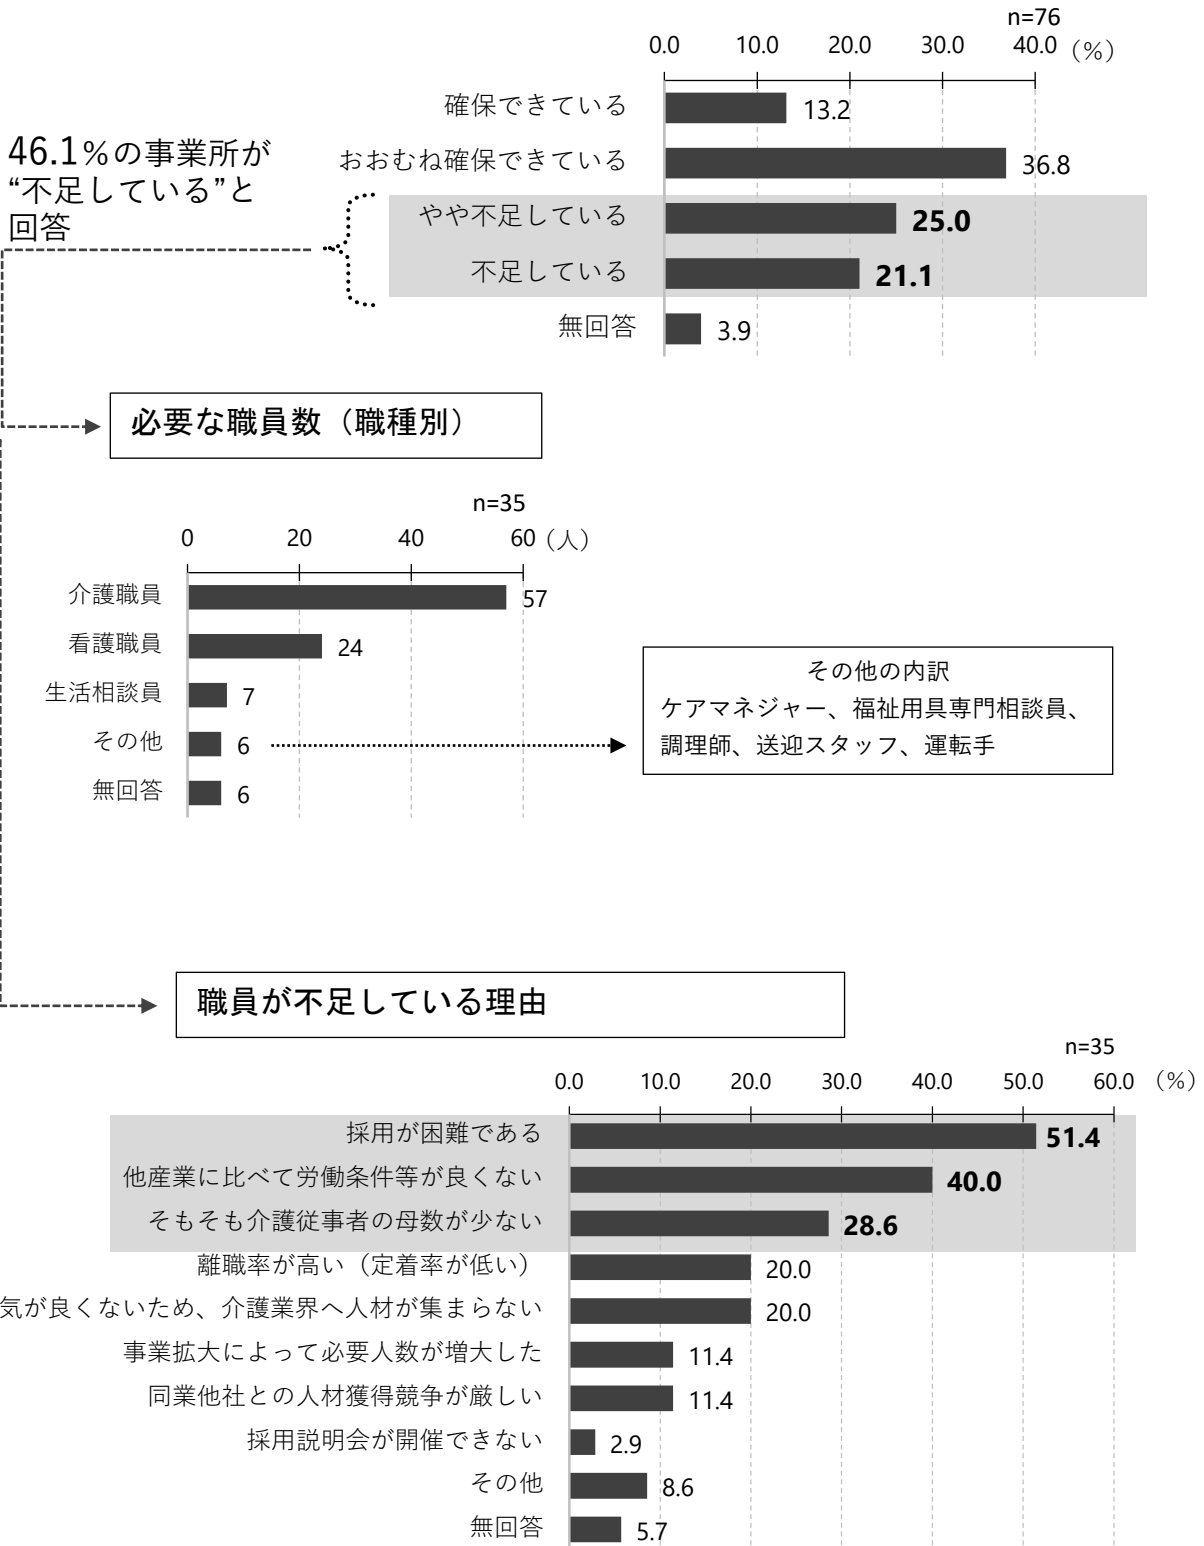 n=76
0.0 10.0 20.0 30.0 40.0 (%)
確保できている 13.2
おおむね確保できている 36.8
やや不足している 25.0
不足している 21.1
無回答 3.9
46.1%の事業所が
“不足している”と
回答
必要な職員数（職種別）
n=35
0 20 40 60 (人)
介護職員 57
看護職員 24
生活相談員 7
その他 6
無回答 6
その他の内訳
ケアマネジャー、福祉用具専門相談員、
調理師、送迎スタッフ、運転手
職員が不足している理由
n=35
0.0 10.0 20.0 30.0 40.0 50.0 60.0 (%)
採用が困難である 51.4
他産業に比べて労働条件等が良くない 40.0
そもそも介護従事者の母数が少ない 28.6
離職率が高い（定着率が低い） 20.0
気が良くないため、介護業界へ人材が集まらない 20.0
事業拡大によって必要人数が増大した 11.4
同業他社との人材獲得競争が厳しい 11.4
採用説明会が開催できない 2.9
その他 8.6
無回答 5.7